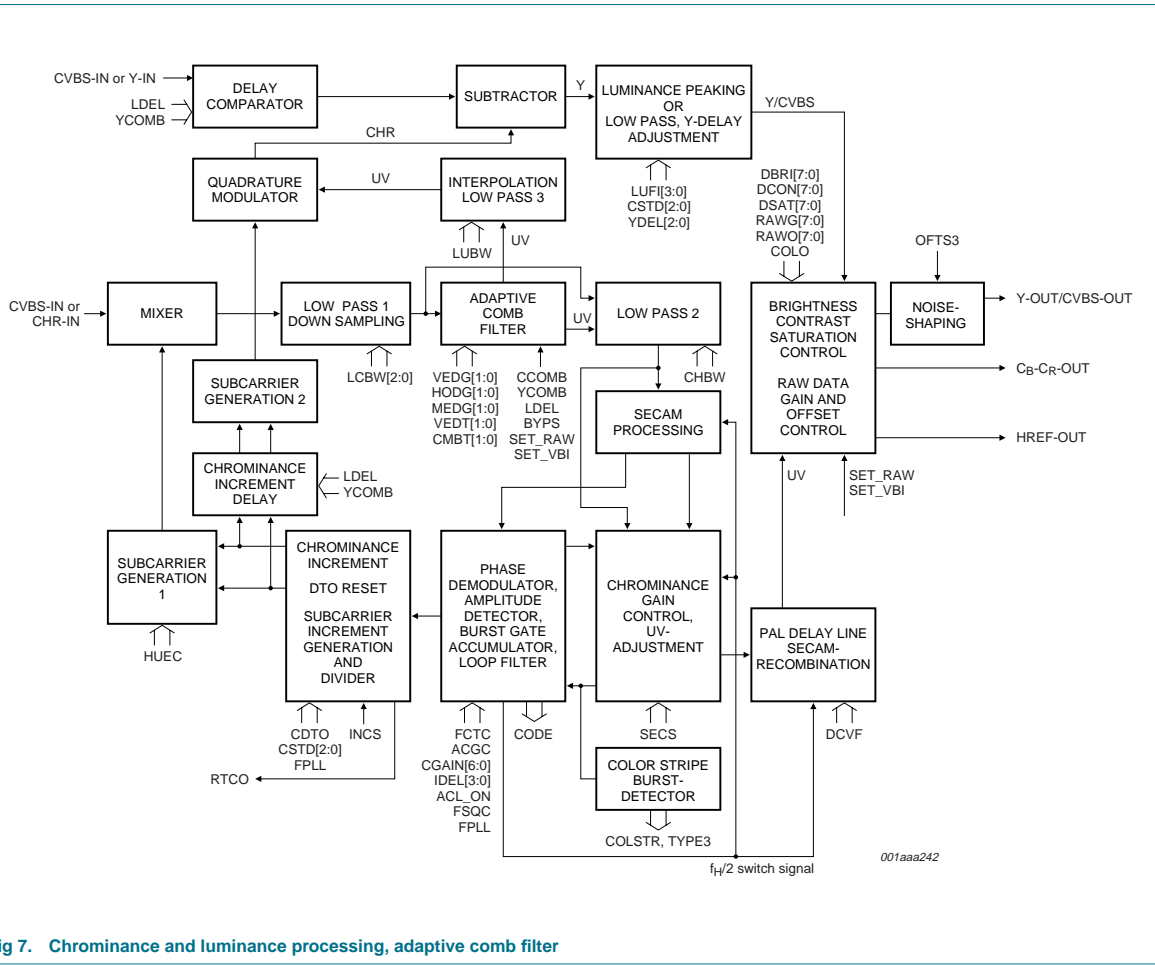 CVBS-IN or Y-IN
LDEL
YCOMB
DELAY
COMPARATOR
SUBTRACTOR
Y
LUMINANCE PEAKING
OR
LOW PASS, Y-DELAY
ADJUSTMENT
Y/CVBS
CHR
QUADRATURE
MODULATOR
UV
INTERPOLATION
LOW PASS 3
LUBW
UV
LUFI[3:0]
CSTD[2:0]
YDEL[2:0]
DBRI[7:0]
DCON[7:0]
DSAT[7:0]
RAWG[7:0]
RAWO[7:0]
COLO
OFTS3
CVBS-IN or
CHR-IN
MIXER
LOW PASS 1
DOWN SAMPLING
LCBW[2:0]
ADAPTIVE
COMB
FILTER
UV
LOW PASS 2
CHBW
BRIGHTNESS
CONTRAST
SATURATION
CONTROL
RAW DATA
GAIN AND
OFFSET
CONTROL
NOISE-
SHAPING
Y-OUT/CVBS-OUT
CB-CR-OUT
HREF-OUT
SUBCARRIER
GENERATION 2
VEDG[1:0]
HODG[1:0]
MEDG[1:0]
VEDT[1:0]
CMBT[1:0]
CCOMB
YCOMB
LDEL
BYPS
SET_RAW
SET_VBI
SECAM
PROCESSING
UV
SET_RAW
SET_VBI
CHROMINANCE
INCREMENT
DELAY
LDEL
YCOMB
SUBCARRIER
GENERATION
1
HUEC
CHROMINANCE
INCREMENT
DTO RESET
SUBCARRIER
INCREMENT
GENERATION
AND
DIVIDER
CDTO
CSTD[2:0]
FPLL
INCS
RTCO
PHASE
DEMODULATOR,
AMPLITUDE
DETECTOR,
BURST GATE
ACCUMULATOR,
LOOP FILTER
FCTC
ACGC
CGAIN[6:0]
IDEL[3:0]
ACL_ON
FSQC
FPLL
CODE
CHROMINANCE
GAIN
CONTROL,
UV-
ADJUSTMENT
SECS
COLOR STRIPE
BURST-
DETECTOR
COLSTR, TYPE3
PAL DELAY LINE
SECAM-
RECOMBINATION
DCVF
fH/2 switch signal
001aaa242
ig 7. Chrominance and luminance processing, adaptive comb filter